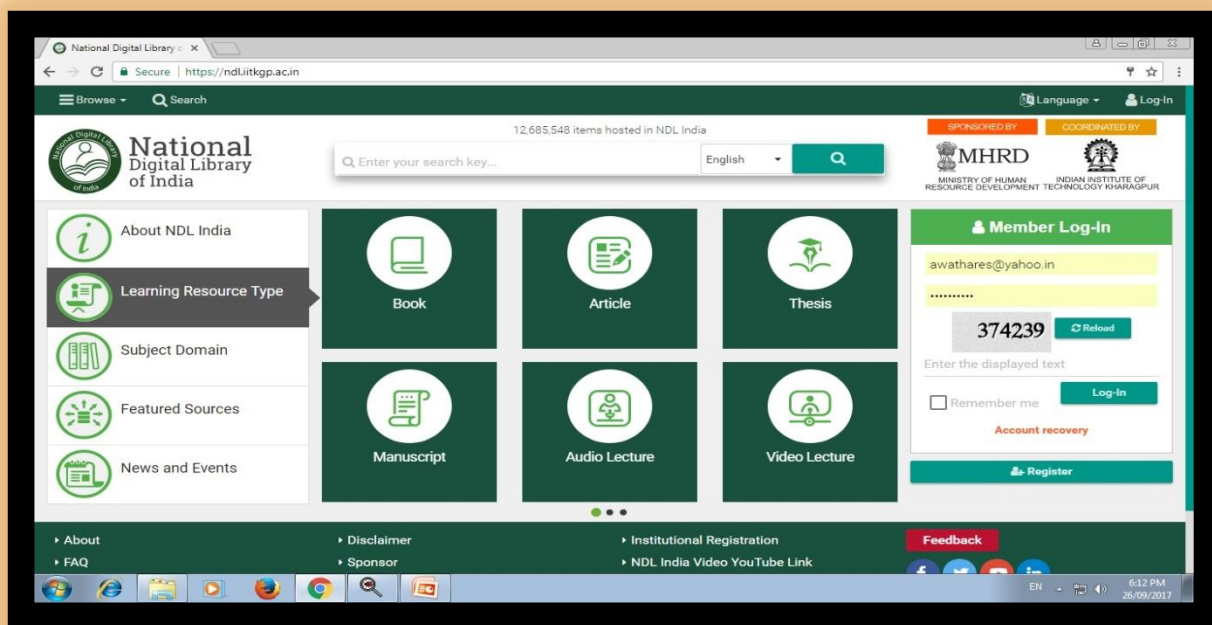 National Digital Library
Secure | https://ndl.iitkgp.ac.in
Browse
Search
Language
Log-In
National Digital Library
of India
National
Digital Library
of India
12,685,548 items hosted in NDL India
Enter your search key...
English
SPONSORED BY
MHRD
MINISTRY OF HUMAN
RESOURCE DEVELOPMENT
COORDINATED BY
INDIAN INSTITUTE OF
TECHNOLOGY KHARAGPUR
About NDL India
Learning Resource Type
Subject Domain
Featured Sources
News and Events
Book
Article
Thesis
Manuscript
Audio Lecture
Video Lecture
Member Log-In
awathares@yahoo.in
••••••••••
374239
Reload
Enter the displayed text
Remember me
Log-In
Account recovery
Register
About
FAQ
Disclaimer
Sponsor
Institutional Registration
NDL India Video YouTube Link
Feedback
EN
6:12 PM
26/09/2017